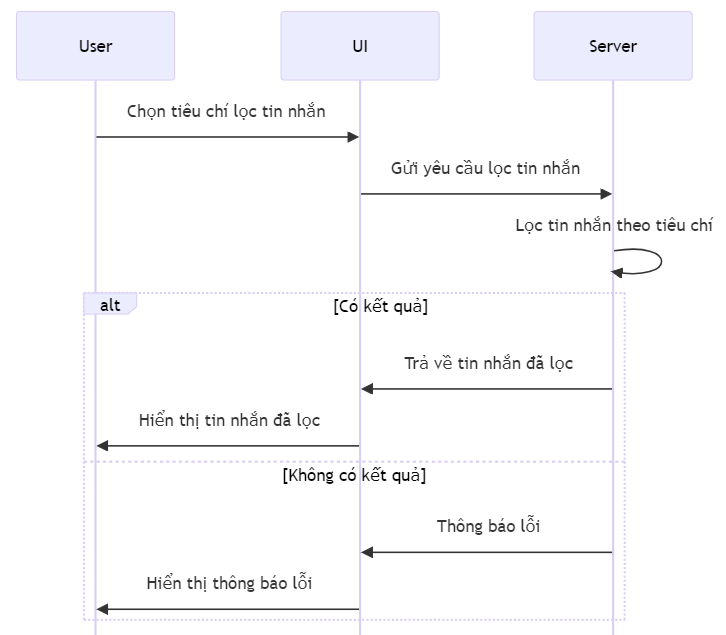 User
UI
Server
Chọn tiêu chí lọc tin nhắn
Gửi yêu cầu lọc tin nhắn
Lọc tin nhắn theo tiêu chí
alt
[Có kết quả]
Trả về tin nhắn đã lọc
Hiển thị tin nhắn đã lọc
[Không có kết quả]
Thông báo lỗi
Hiển thị thông báo lỗi